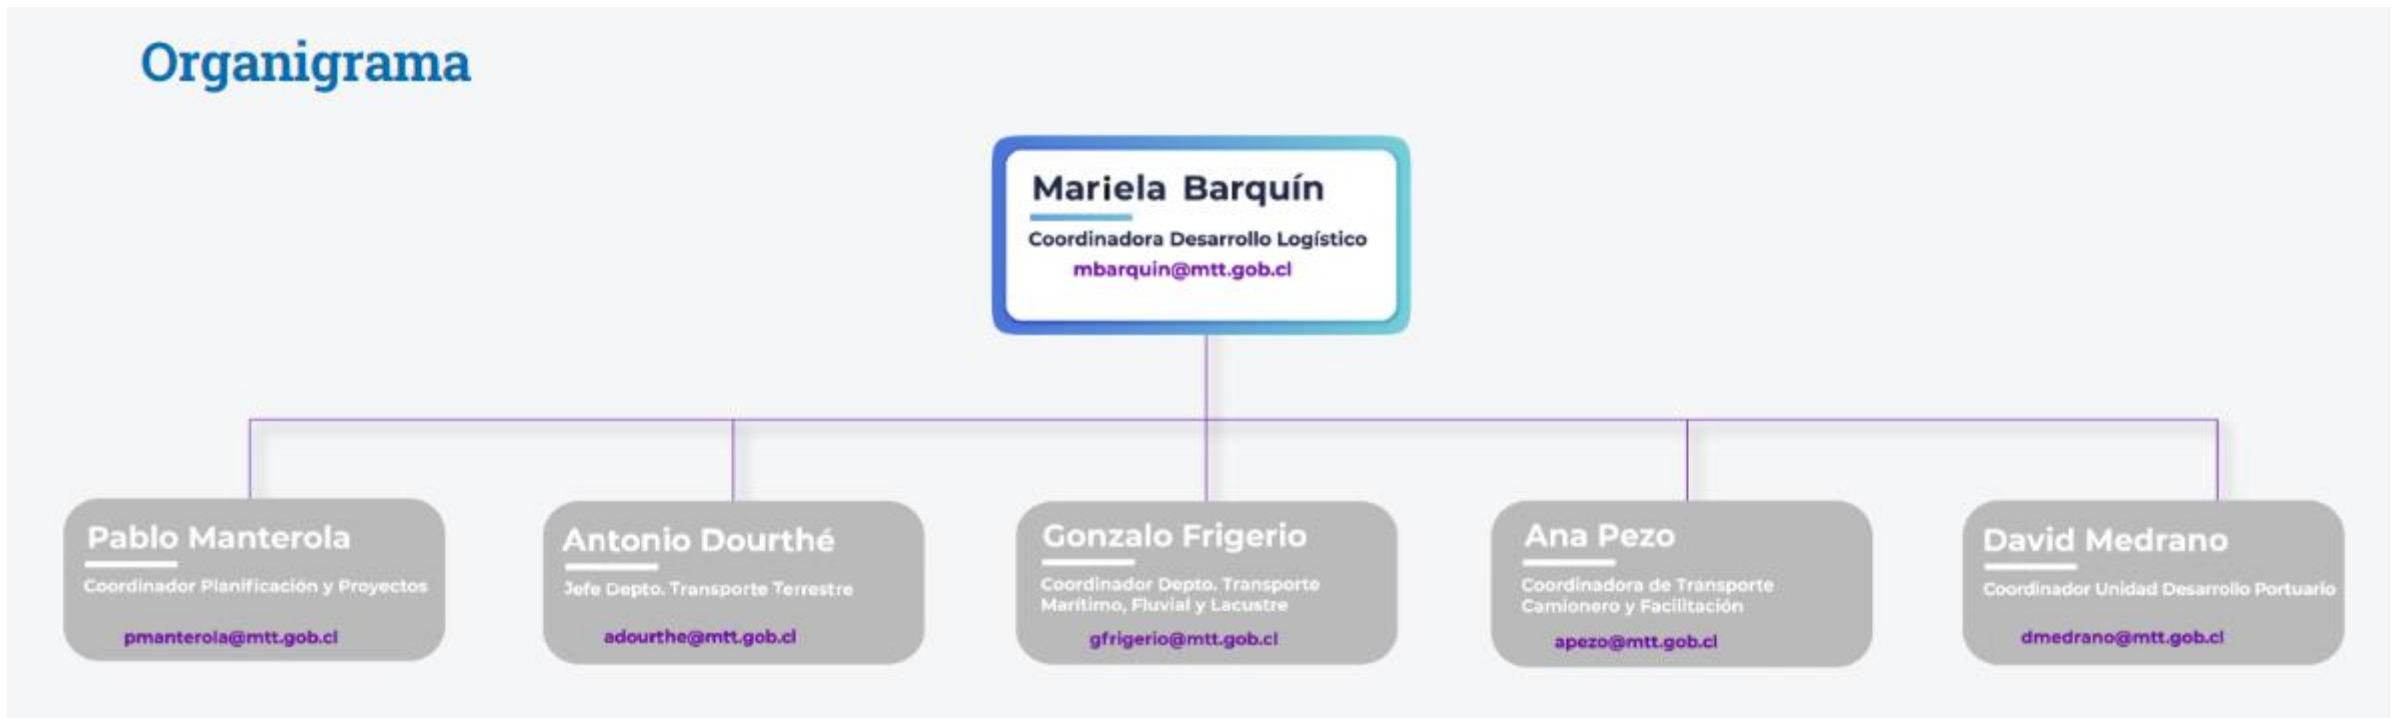 Organigrama
Mariela Barquín
Coordinadora Desarrollo Logístico
mbarquin@mtt.gob.cl
Pablo Manterola
Coordinador Planificación y Proyectos
pmanterola@mtt.gob.cl
Antonio Dourthé
Jefe Depto. Transporte Terrestre
adourthe@mtt.gob.cl
Gonzalo Frigerio
Coordinador Depto. Transporte
Marítimo, Fluvial y Lacustre
gfrigerio@mtt.gob.cl
Ana Pezo
Coordinadora de Transporte
Camionero y Facilitación
apezo@mtt.gob.cl
David Medrano
Coordinador Unidad Desarrollo Portuario
dmedrano@mtt.gob.cl